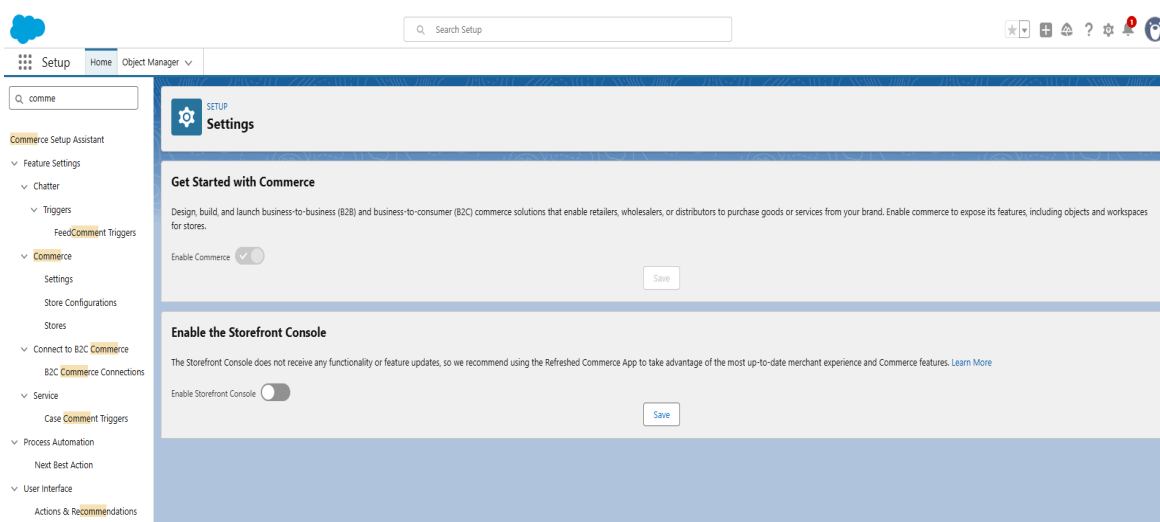 Search Setup
1
Setup
Home
Object Manager
comme
Commerce Setup Assistant
Feature Settings
Chatter
Triggers
FeedComment Triggers
Commerce
Settings
Store Configurations
Stores
Connect to B2C Commerce
B2C Commerce Connections
Service
Case Comment Triggers
Process Automation
Next Best Action
User Interface
Actions & Recommendations
SETUP
Settings
Get Started with Commerce
Design, build, and launch business-to-business (B2B) and business-to-consumer (B2C) commerce solutions that enable retailers, wholesalers, or distributors to purchase goods or services from your brand. Enable commerce to expose its features, including objects and workspaces
for stores.
Enable Commerce
Save
Enable the Storefront Console
The Storefront Console does not receive any functionality or feature updates, so we recommend using the Refreshed Commerce App to take advantage of the most up-to-date merchant experience and Commerce features. Learn More
Enable Storefront Console
Save